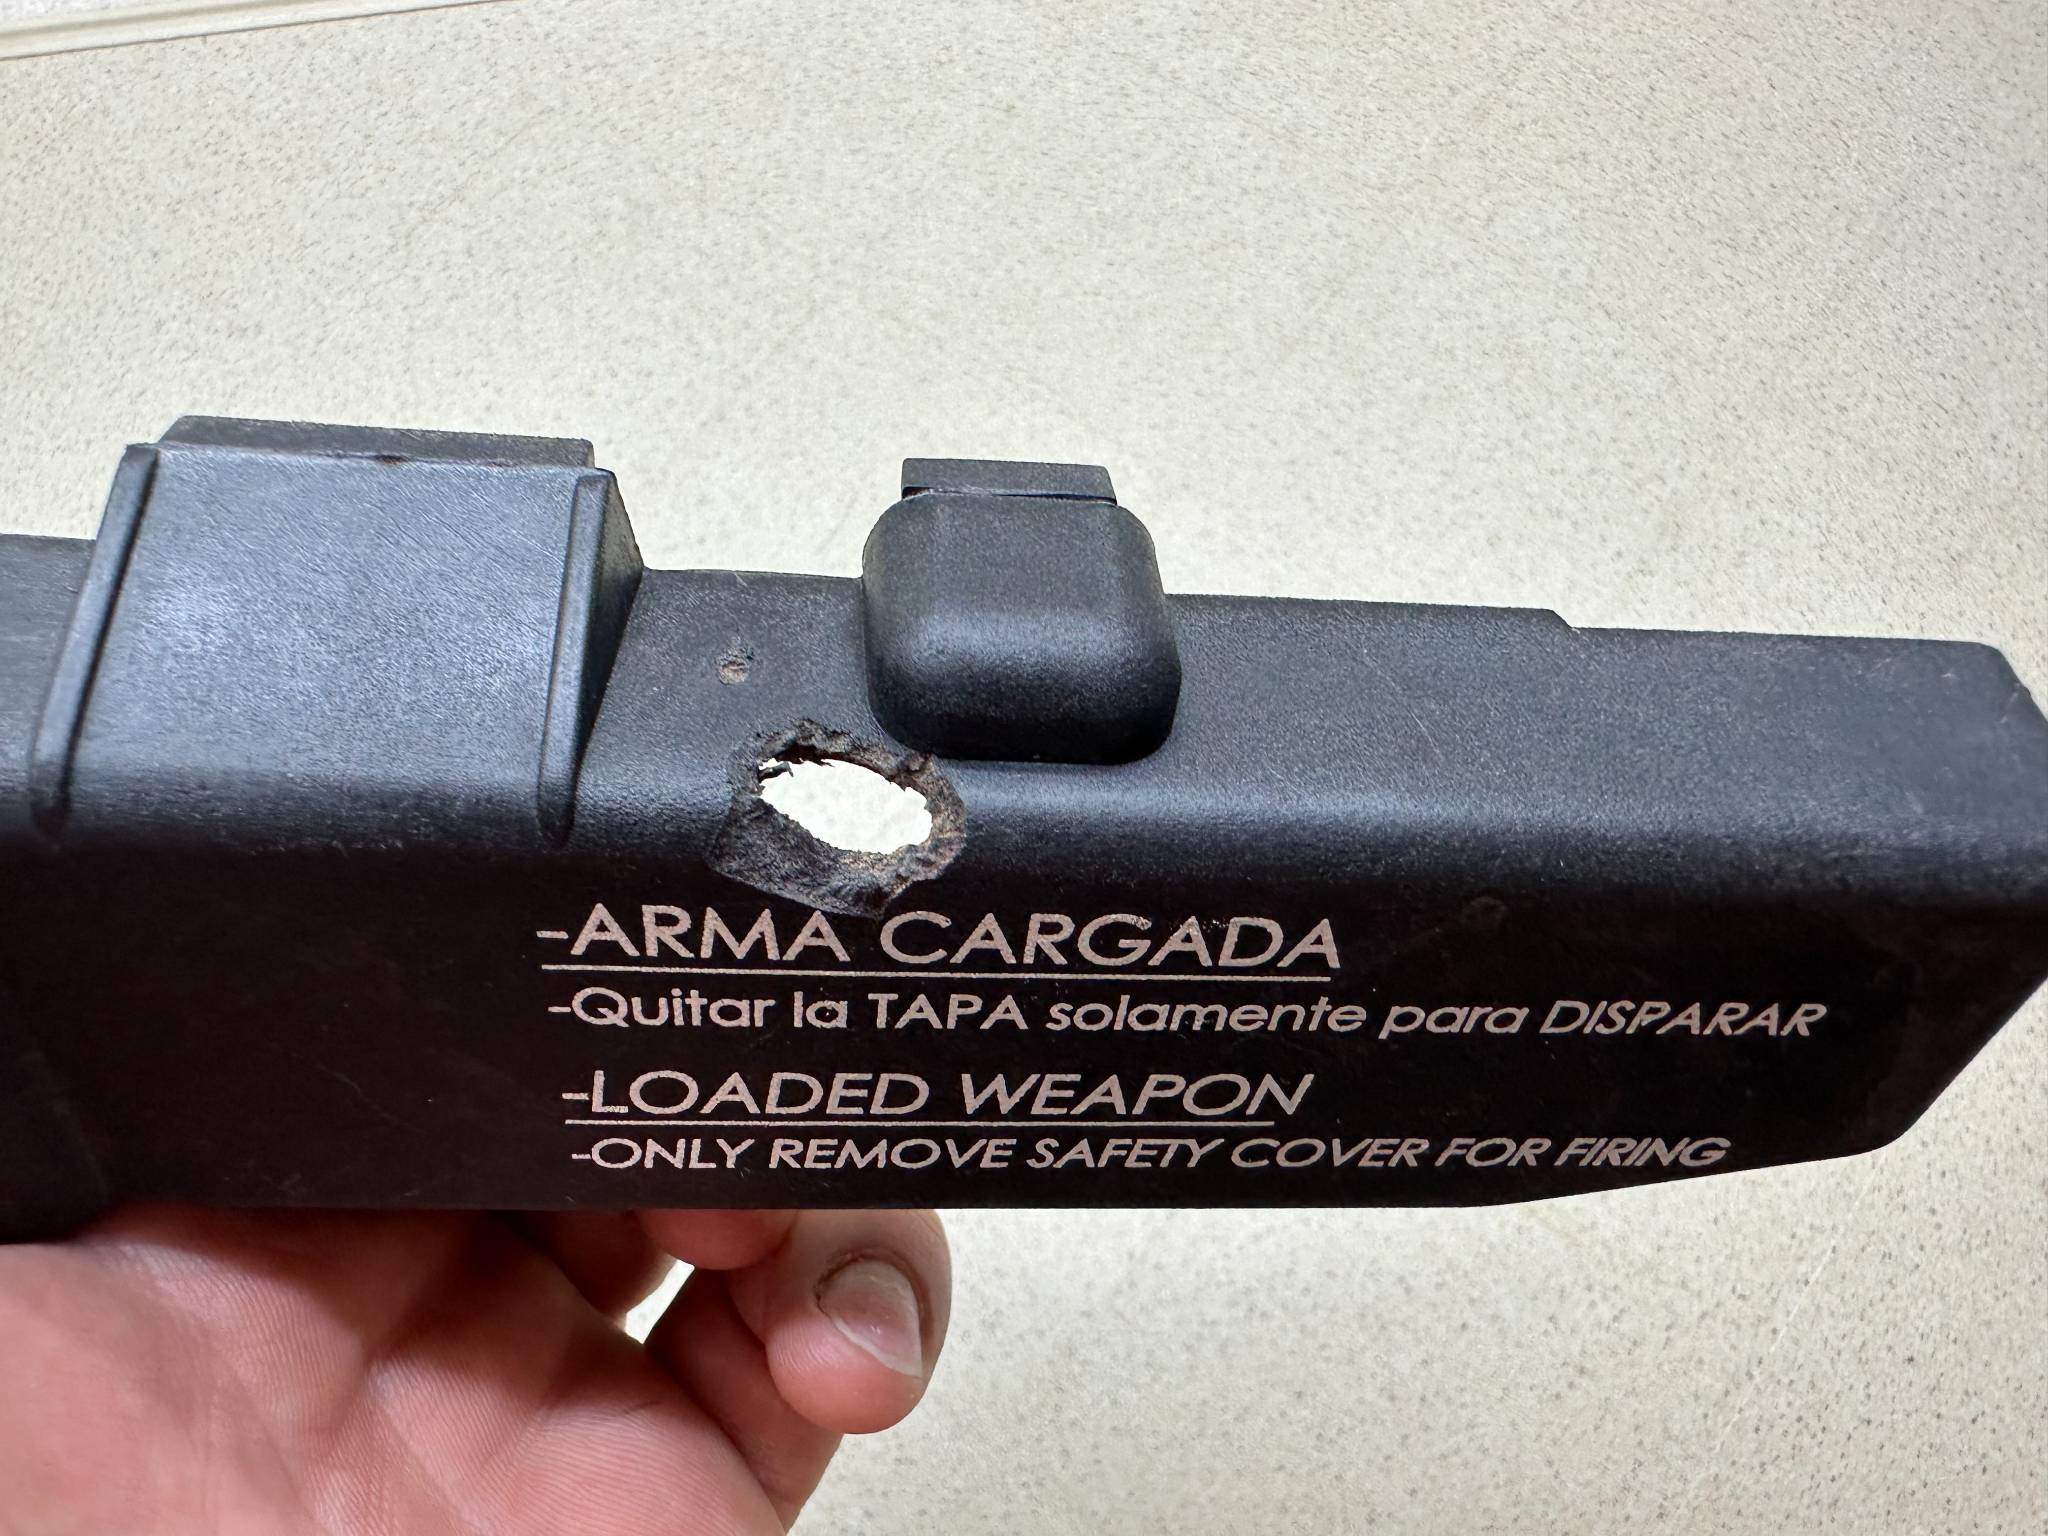 -ARMA CARGADA
-Quitar la TAPA solamente para DISPARAR
-LOADED WEAPON
-ONLY REMOVE SAFETY COVER FOR FIRING